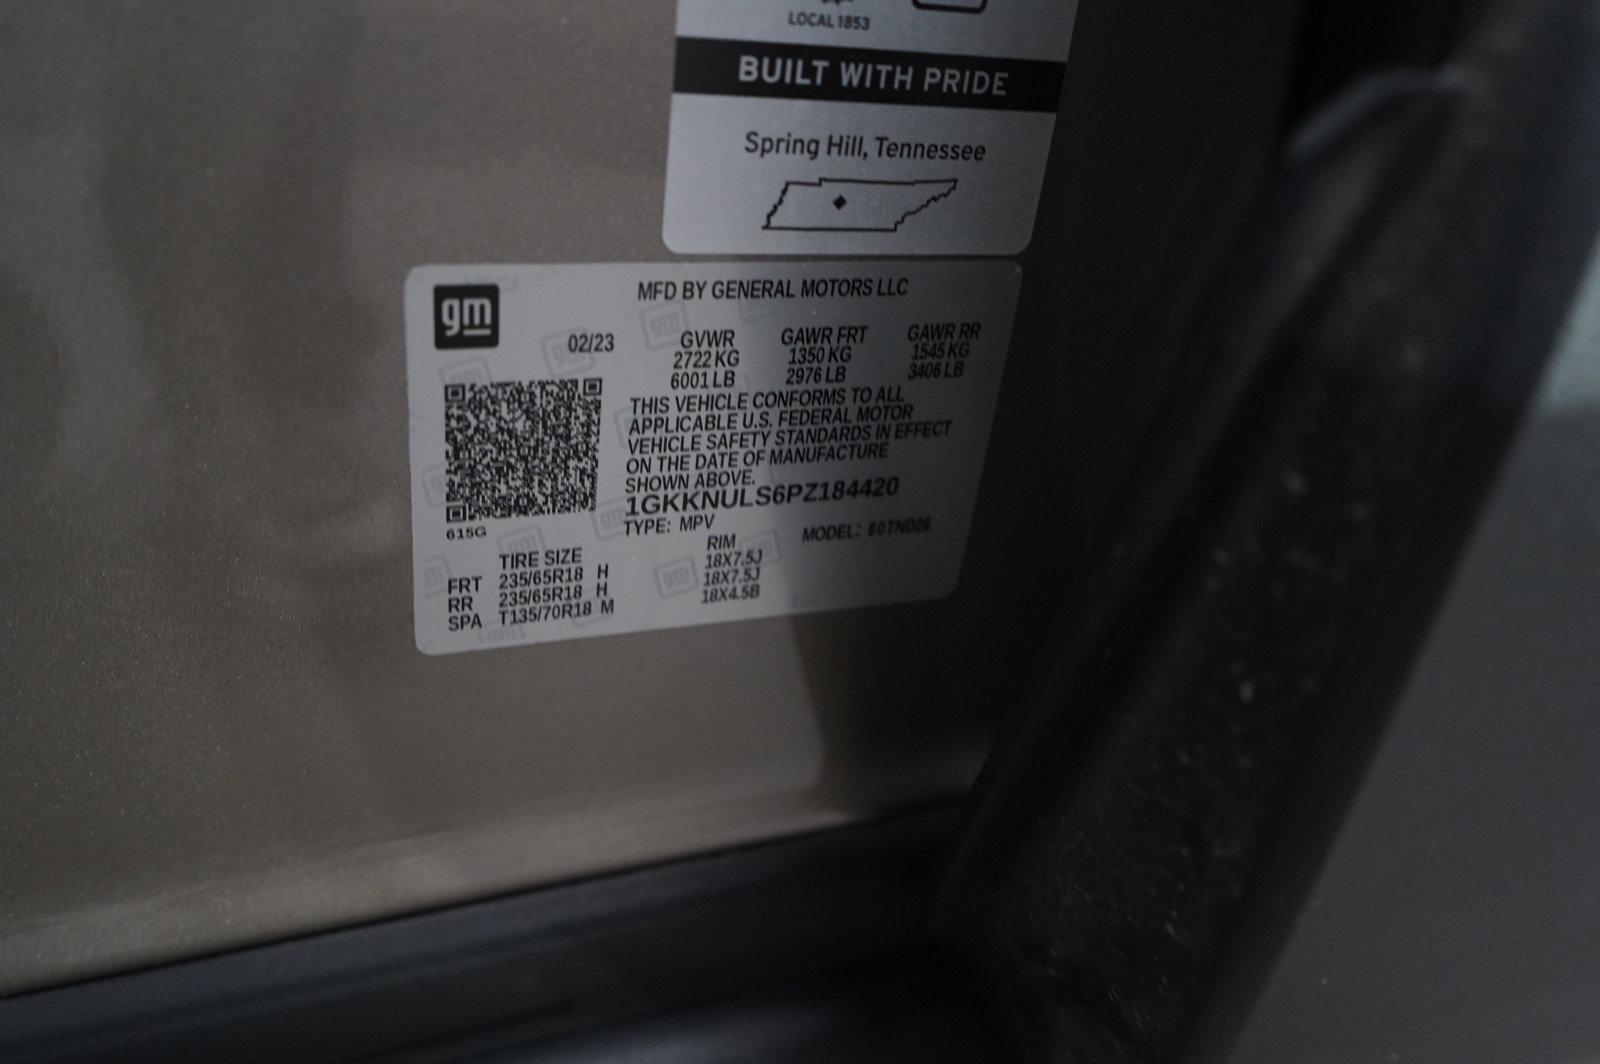 LOCAL 1853
BUILT WITH PRIDE
Spring Hill, Tennessee
gm
MFD BY GENERAL MOTORS LLC
02/23 GVWR GAWR FRT GAWR RR
2722 KG 1350 KG 1545 KG
6001 LB 2976 LB 3406 LB
THIS VEHICLE CONFORMS TO ALL
APPLICABLE U.S. FEDERAL MOTOR
VEHICLE SAFETY STANDARDS IN EFFECT
ON THE DATE OF MANUFACTURE
SHOWN ABOVE.
1GKKNULS6PZ184420
TYPE: MPV MODEL: 60TND26
615G
TIRE SIZE RIM
FRT 235/65R18 H 18X7.5J
RR 235/65R18 H 18X7.5J
SPA T135/70R18 M 18X4.5B